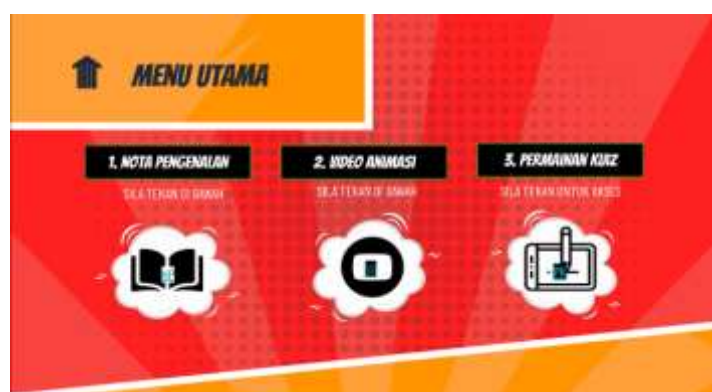 MENU UTAMA
1. NOTA PENGENALAN
2. VIDEO ANIMASI
3. PERMAINAN KUIZ
SILA TEKAN DI BAWAH
SILA TEKAN DI BAWAH
SILA TEKAN UNTUK AKSES